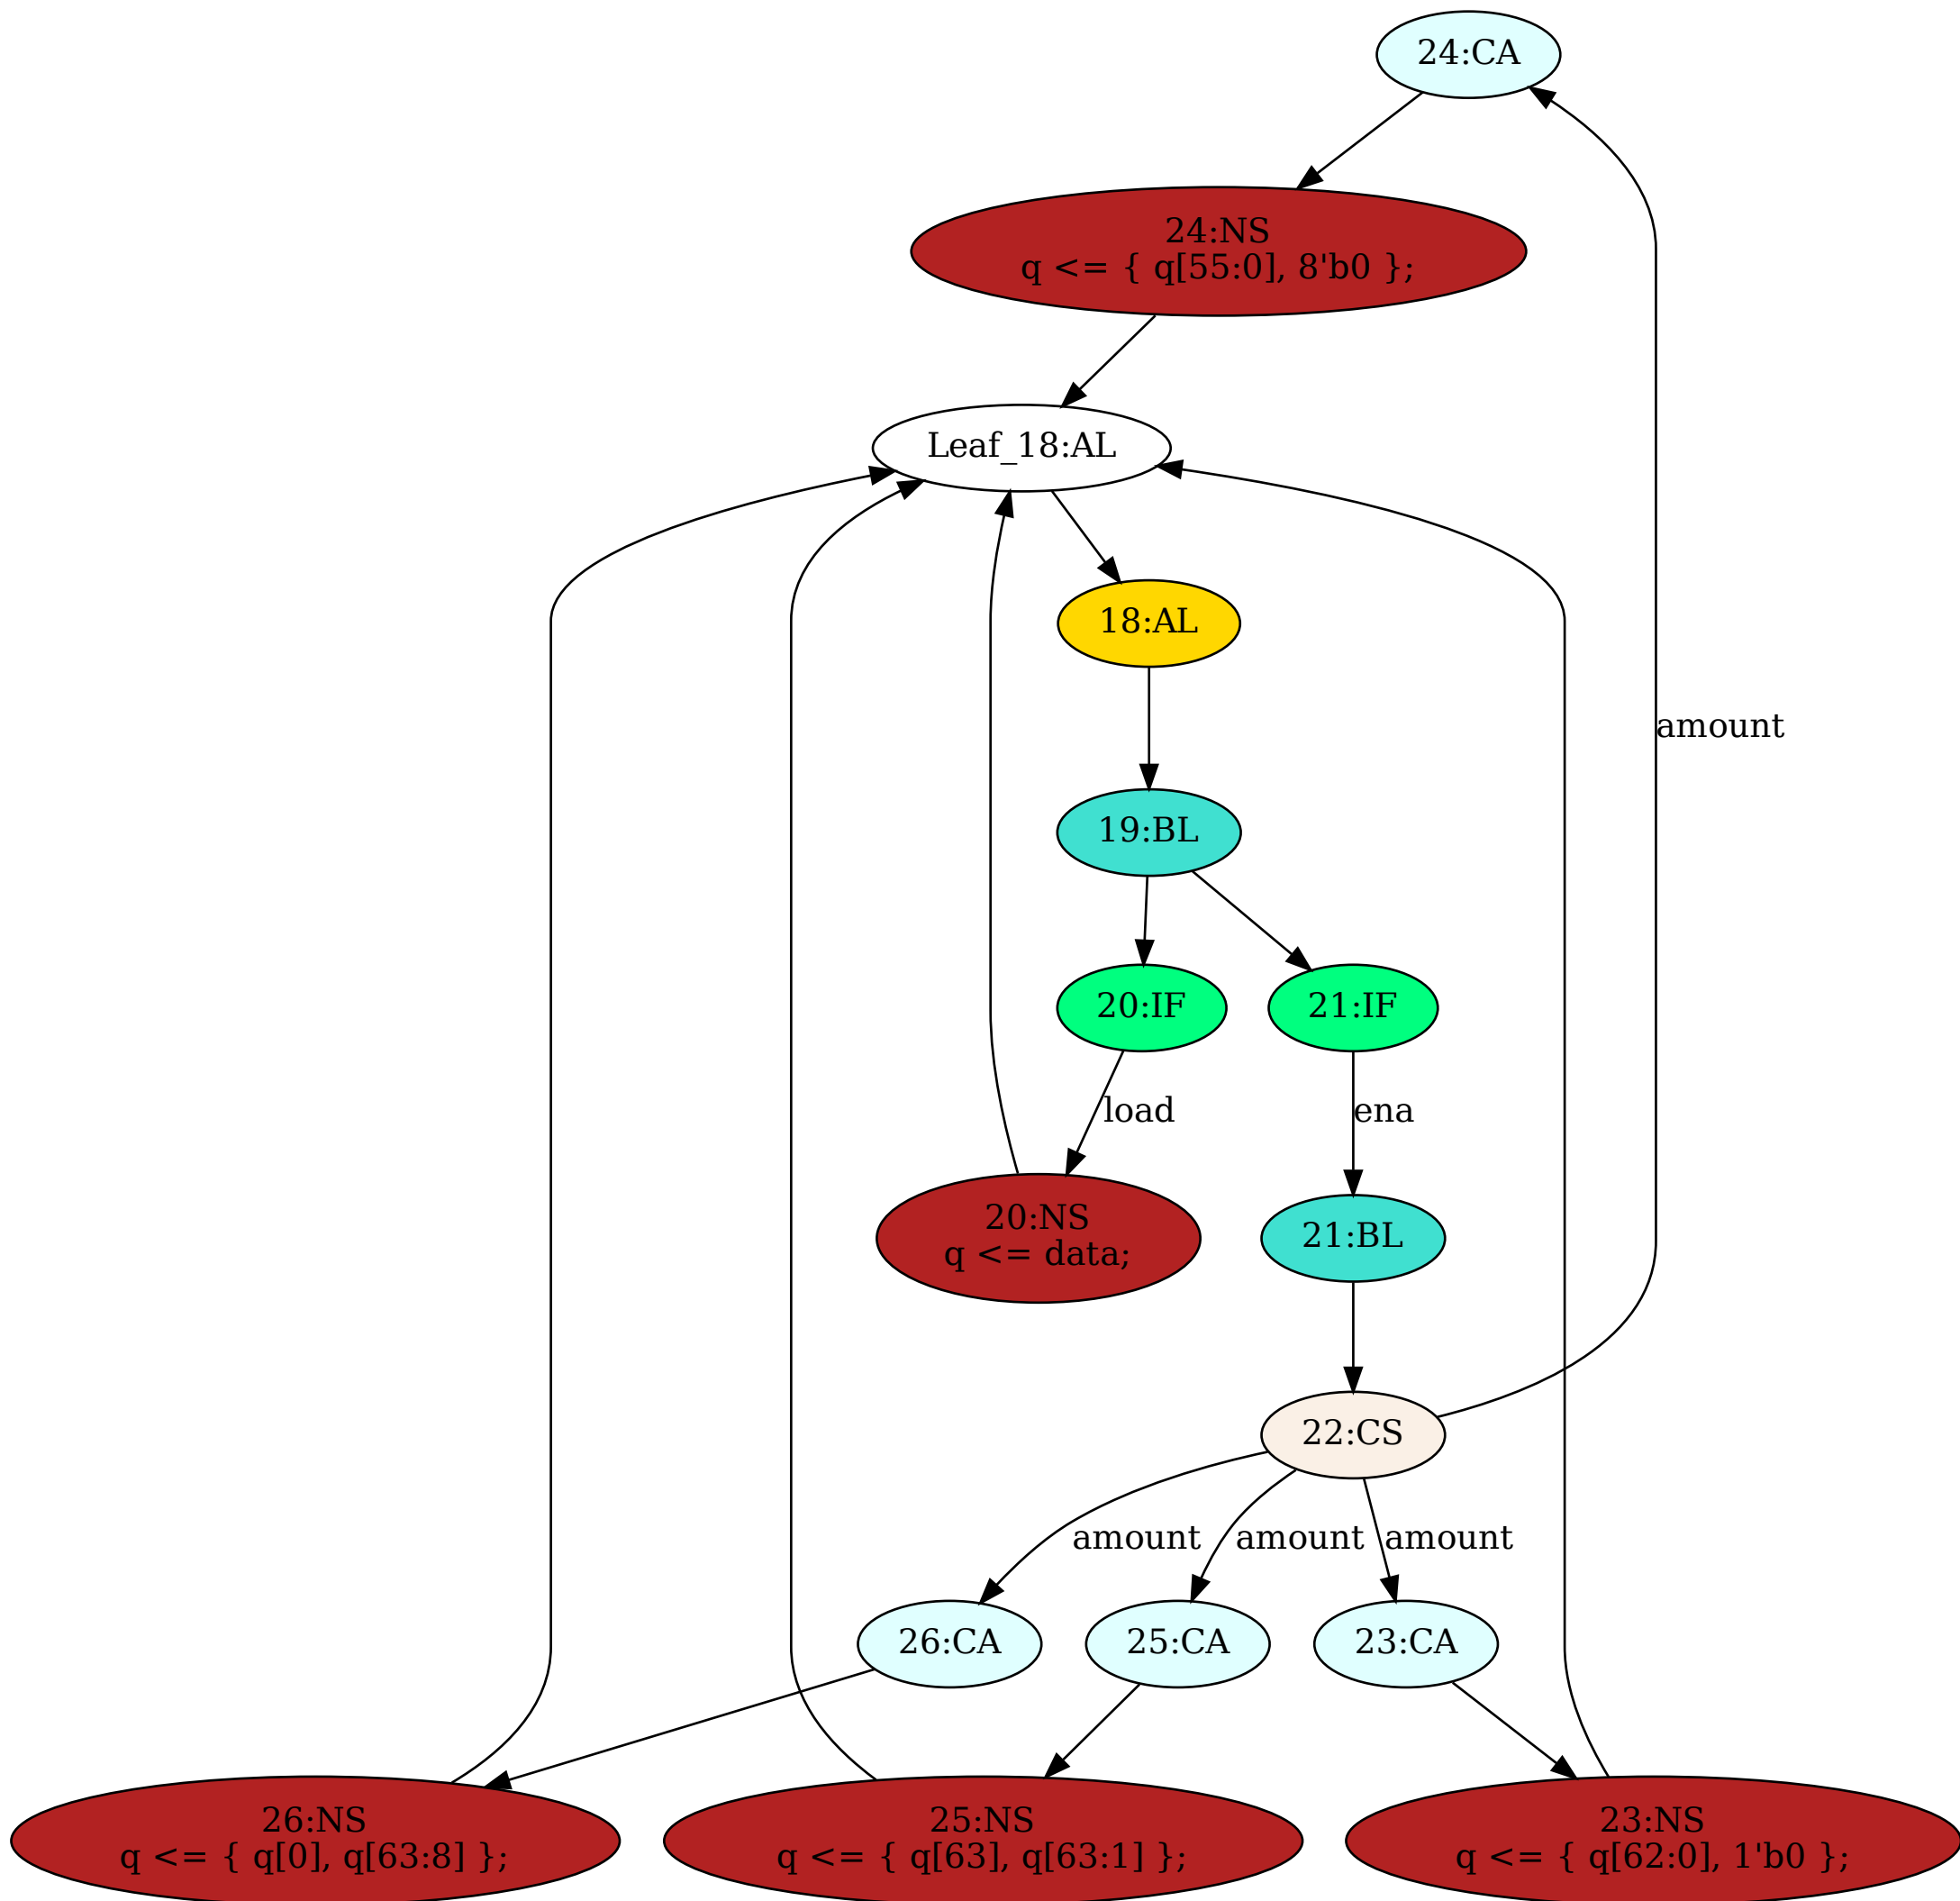 24:CA
24:NS
q <= { q[55:0], 8'b0 };
Leaf_18:AL
18:AL
amount
19:BL
20:IF
21:IF
load
ena
20:NS
q <= data;
21:BL
22:CS
amount
amount
amount
26:CA
25:CA
23:CA
26:NS
q <= { q[0], q[63:8] };
25:NS
q <= { q[63], q[63:1] };
23:NS
q <= { q[62:0], 1'b0 };